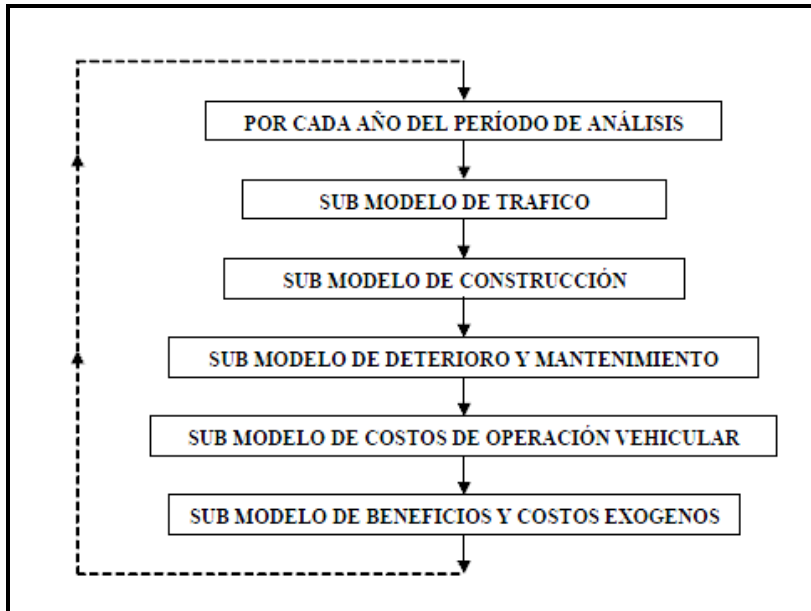 POR CADA AÑO DEL PERÍODO DE ANÁLISIS
SUB MODELO DE TRAFICO
SUB MODELO DE CONSTRUCCIÓN
SUB MODELO DE DETERIORO Y MANTENIMIENTO
SUB MODELO DE COSTOS DE OPERACIÓN VEHICULAR
SUB MODELO DE BENEFICIOS Y COSTOS EXOGENOS